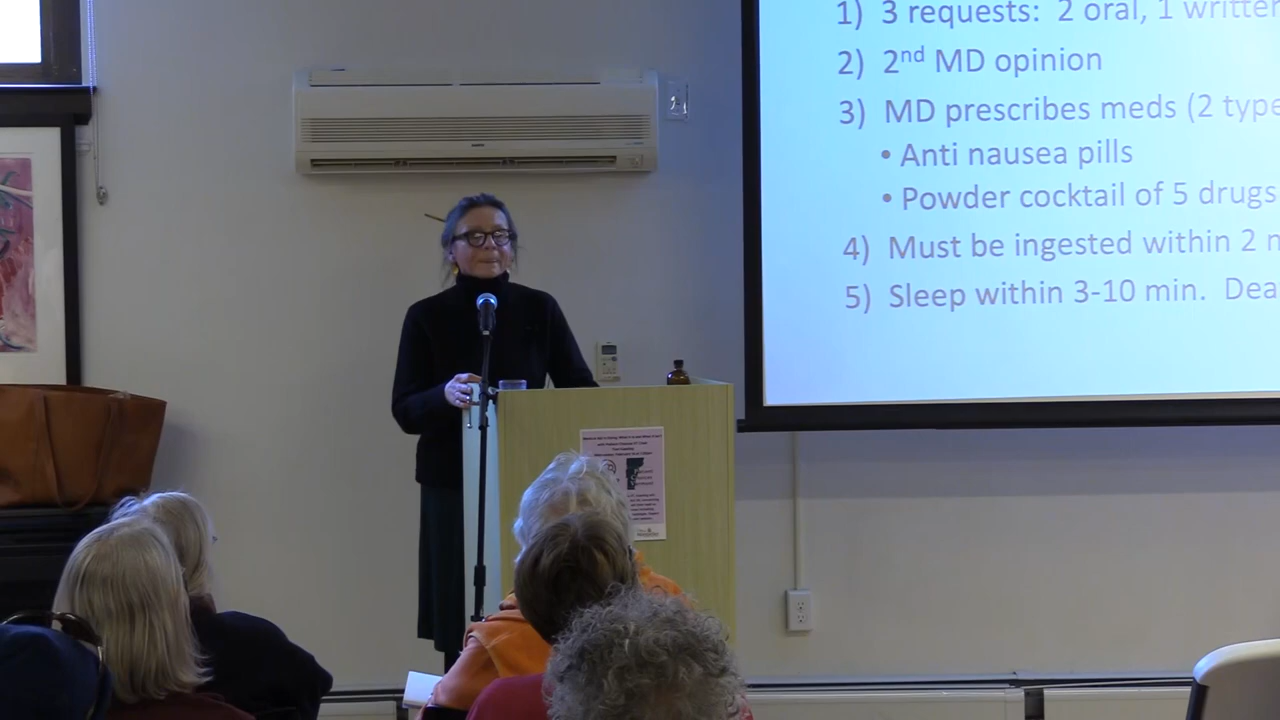 1) 3 requests: 2 oral, 1 written
2) 2nd MD opinion
3) MD prescribes meds (2 type
• Anti nausea pills
• Powder cocktail of 5 drugs
4) Must be ingested within 2 m
5) Sleep within 3-10 min. Dea